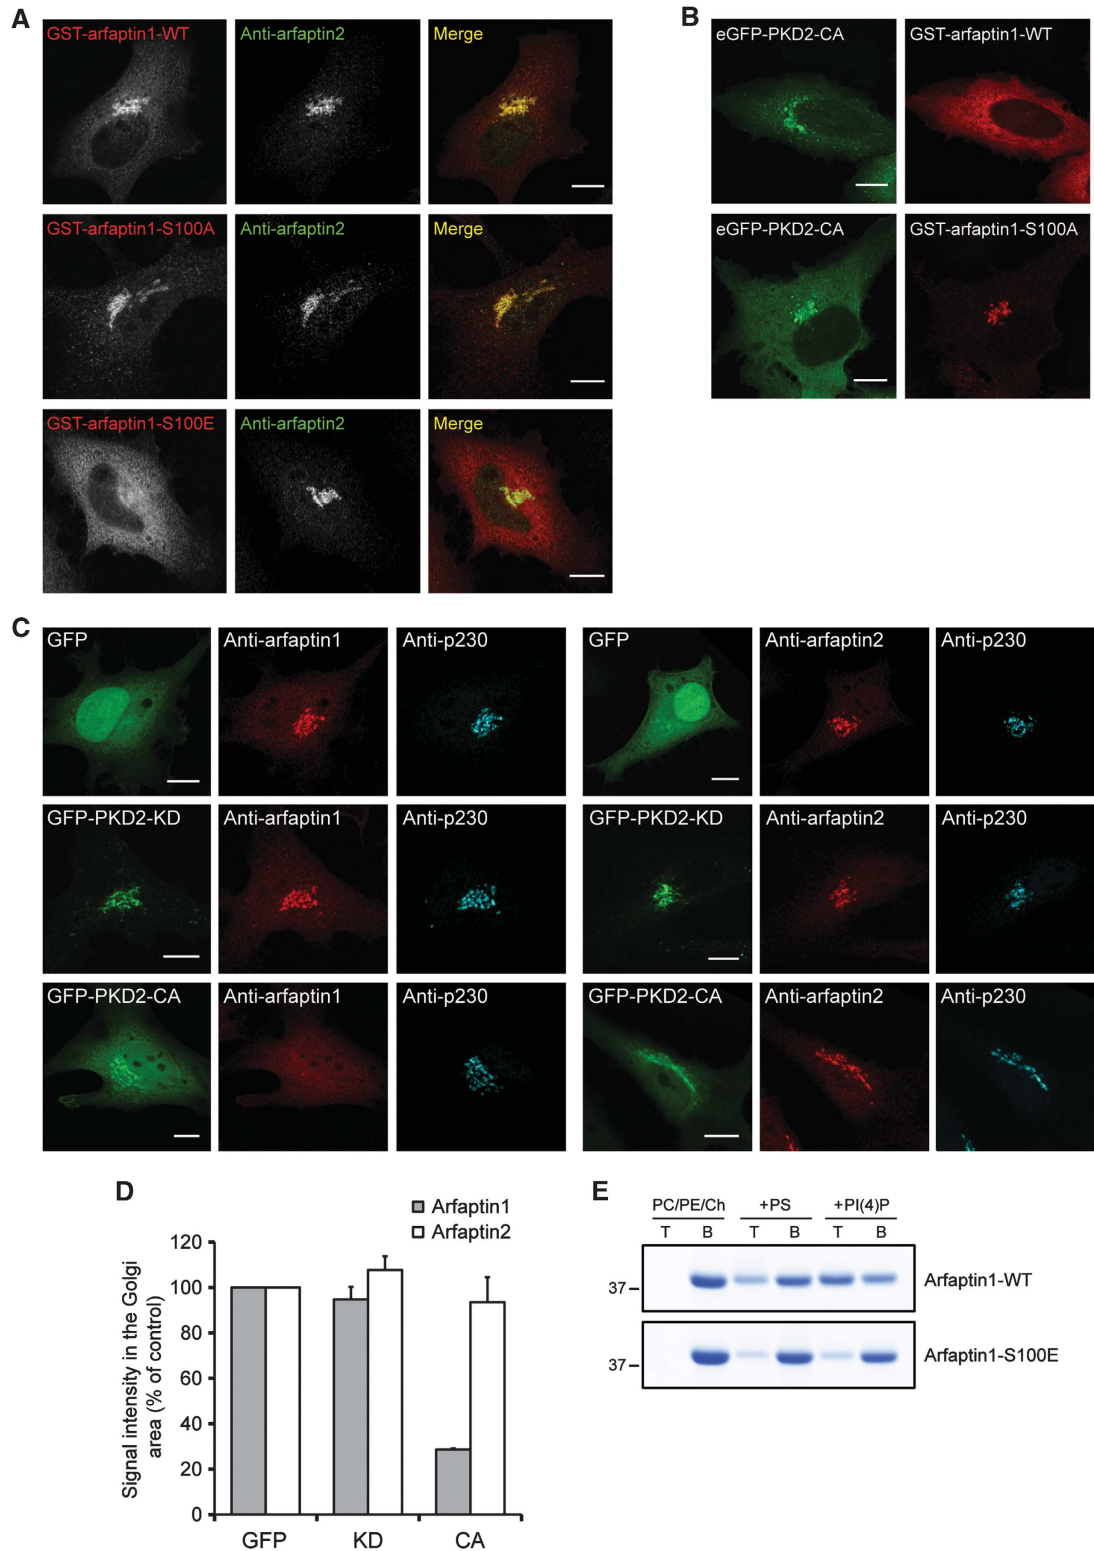 A
GST-arfaptin1-WT
Anti-arfaptin2
Merge
GST-arfaptin1-S100A
Anti-arfaptin2
Merge
GST-arfaptin1-S100E
Anti-arfaptin2
Merge
B
eGFP-PKD2-CA
GST-arfaptin1-WT
eGFP-PKD2-CA
GST-arfaptin1-S100A
C
GFP
Anti-arfaptin1
Anti-p230
GFP
Anti-arfaptin2
Anti-p230
GFP-PKD2-KD
Anti-arfaptin1
Anti-p230
GFP-PKD2-KD
Anti-arfaptin2
Anti-p230
GFP-PKD2-CA
Anti-arfaptin1
Anti-p230
GFP-PKD2-CA
Anti-arfaptin2
Anti-p230
D
Arfaptin1
Arfaptin2
Signal intensity in the Golgi
area (% of control)
120
100
80
60
40
20
0
GFP
KD
CA
E
PC/PE/Ch
+PS
+PI(4)P
T
B
T
B
T
B
37
Arfaptin1-WT
37
Arfaptin1-S100E